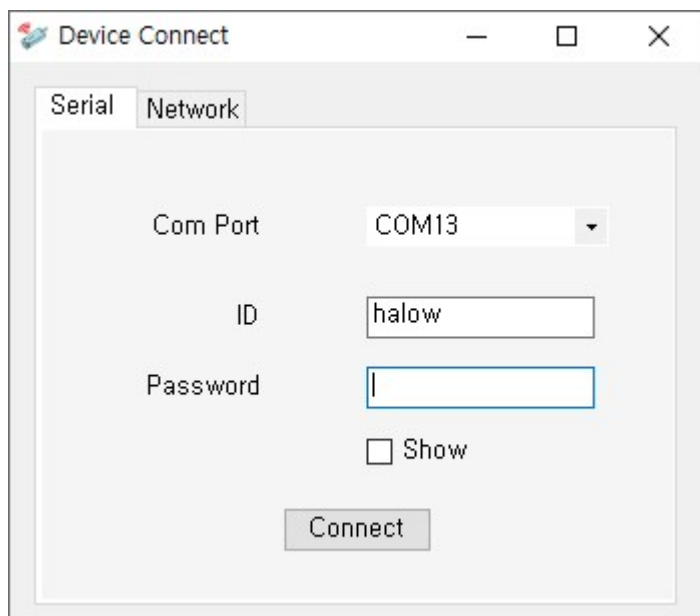 Device Connect
Serial Network
Com Port COM13
ID halow
Password
Show
Connect